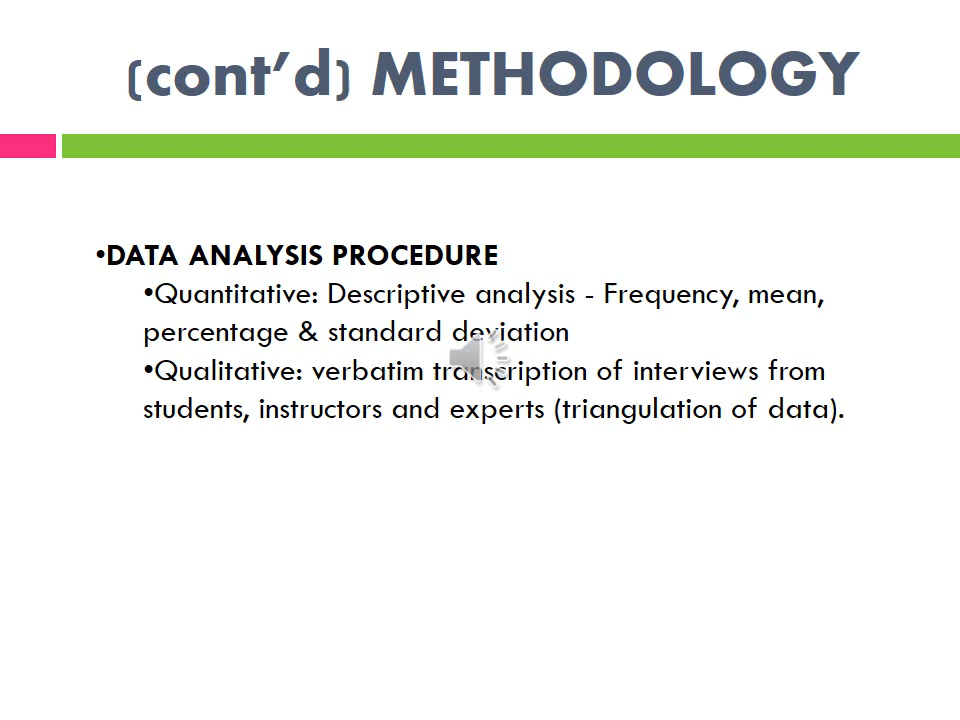 (cont’d) METHODOLOGY
•DATA ANALYSIS PROCEDURE
•Quantitative: Descriptive analysis - Frequency, mean,
percentage & standard deviation
•Qualitative: verbatim transcription of interviews from
students, instructors and experts (triangulation of data).